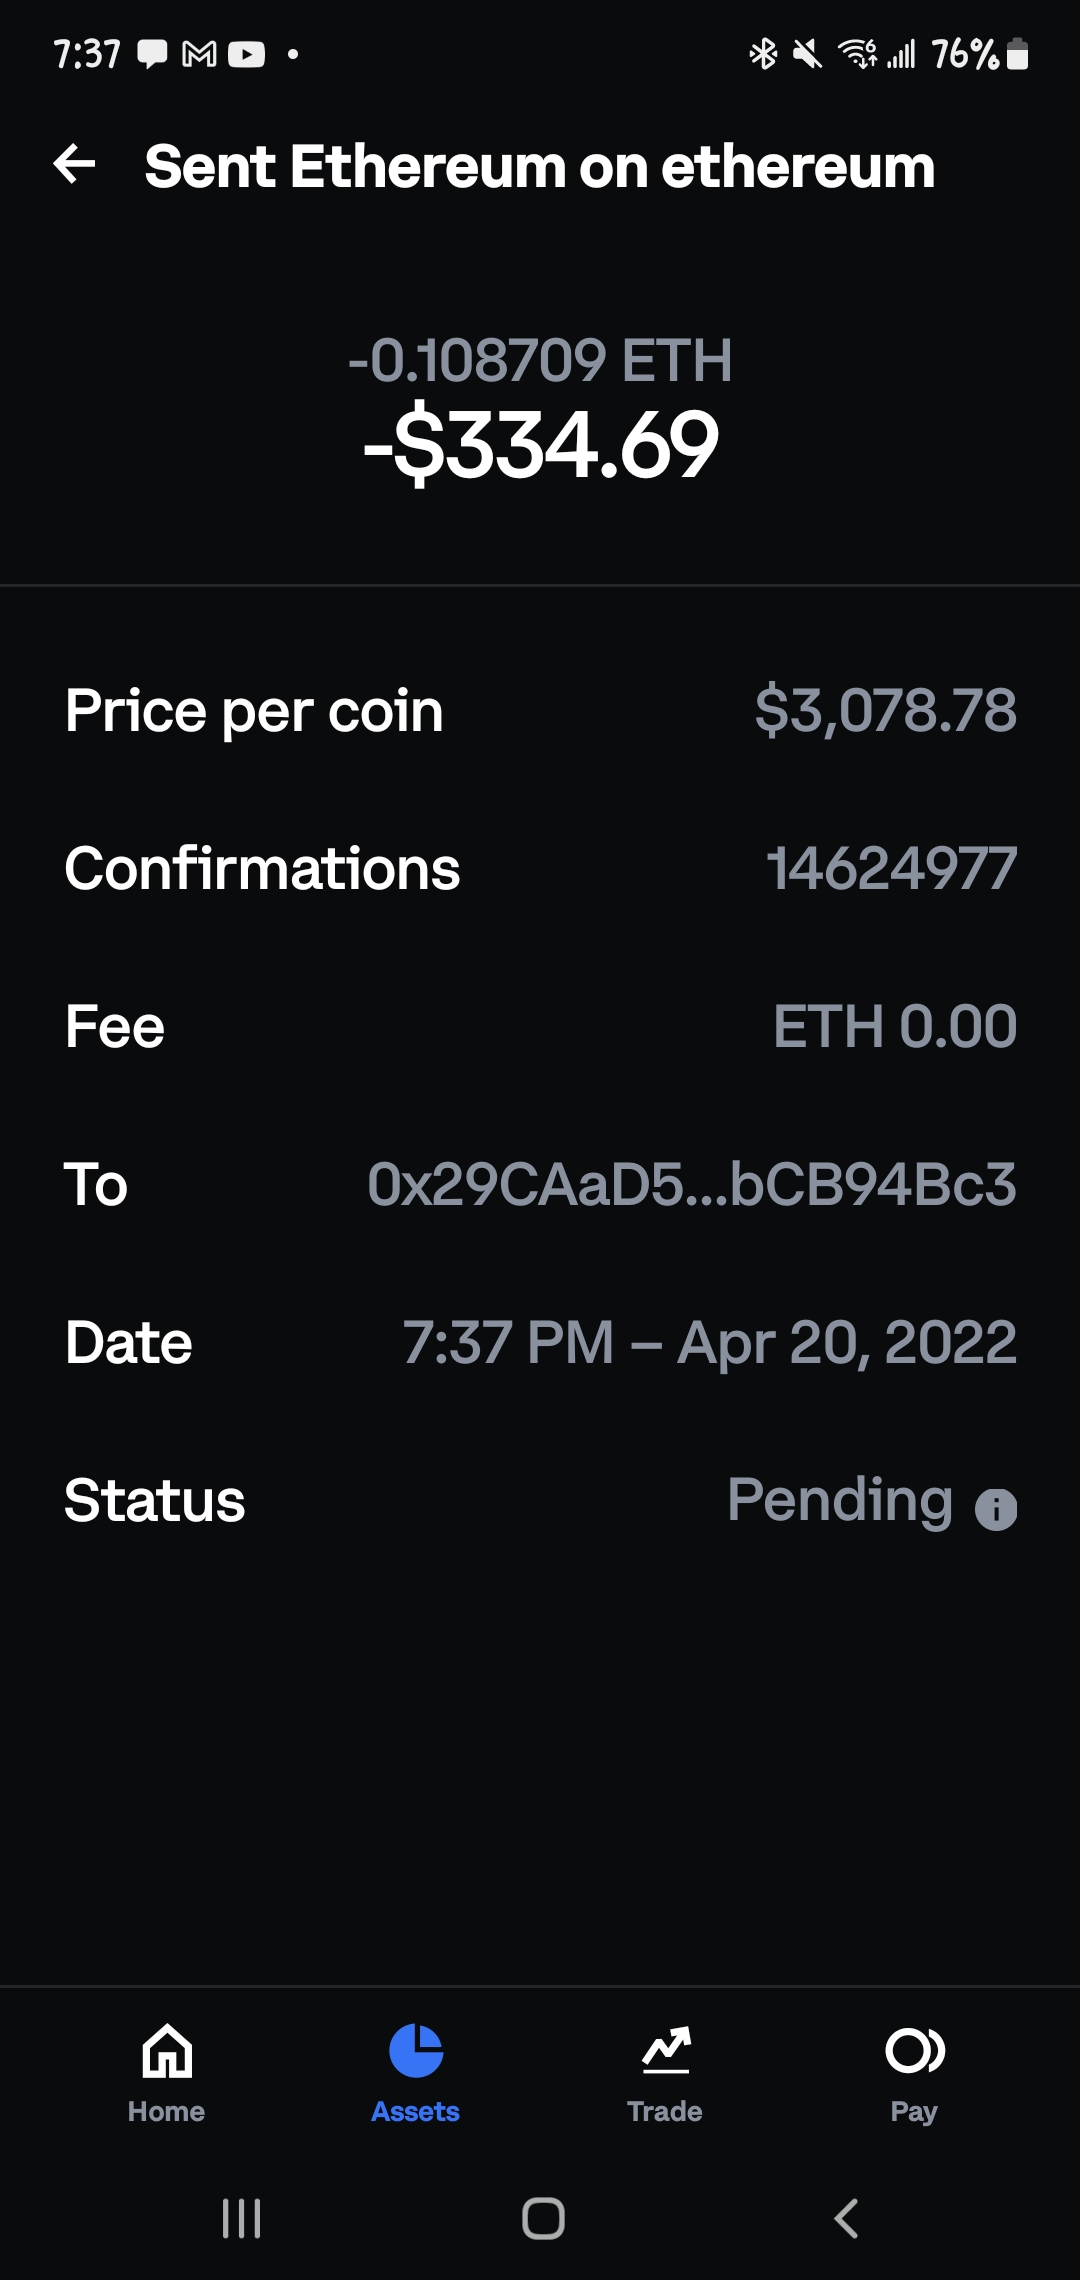 7:37 76%
Sent Ethereum on ethereum
-0.108709 ETH
-$334.69
Price per coin $3,078.78
Confirmations 14624977
Fee ETH 0.00
To 0x29CAaD5...bCB94Bc3
Date 7:37 PM – Apr 20, 2022
Status Pending
Home Assets Trade Pay